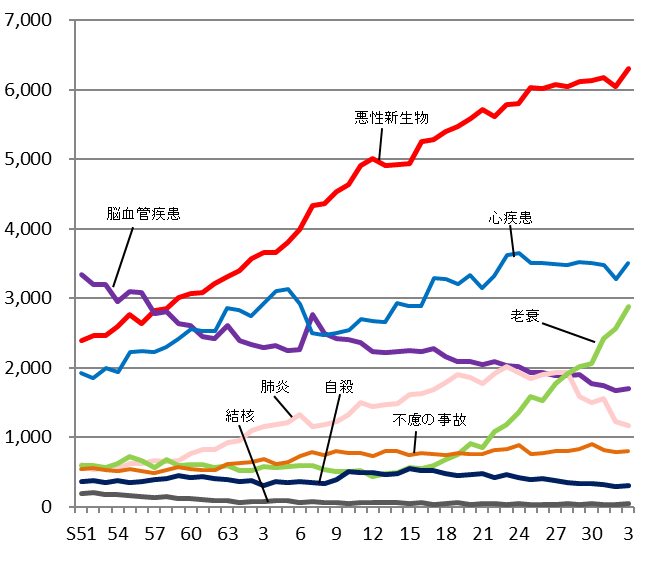 7,000
6,000
5,000
4,000
3,000
2,000
1,000
0
悪性新生物
脳血管疾患
心疾患
老衰
肺炎
自殺
結核
不慮の事故
S51 54 57 60 63 3 6 9 12 15 18 21 24 27 30 3